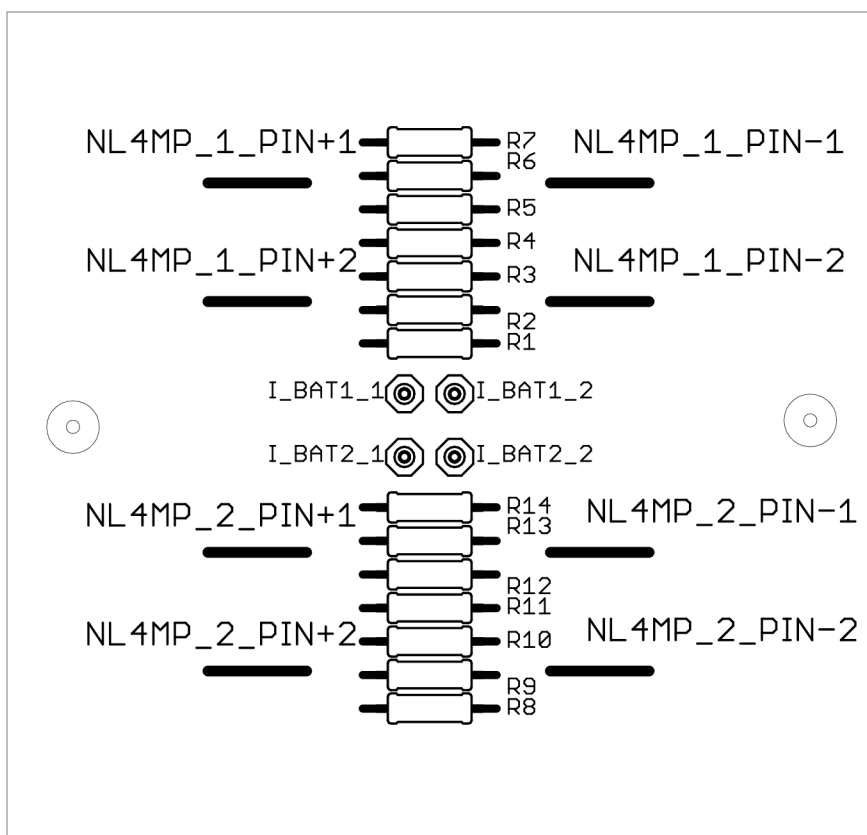 NL4MP_1_PIN+1
R7
NL4MP_1_PIN-1
R6
R5
NL4MP_1_PIN+2
R4
NL4MP_1_PIN-2
R3
R2
R1
I_BAT1_1
I_BAT1_2
I_BAT2_1
I_BAT2_2
NL4MP_2_PIN+1
R14
NL4MP_2_PIN-1
R13
R12
R11
NL4MP_2_PIN+2
R10
NL4MP_2_PIN-2
R9
R8